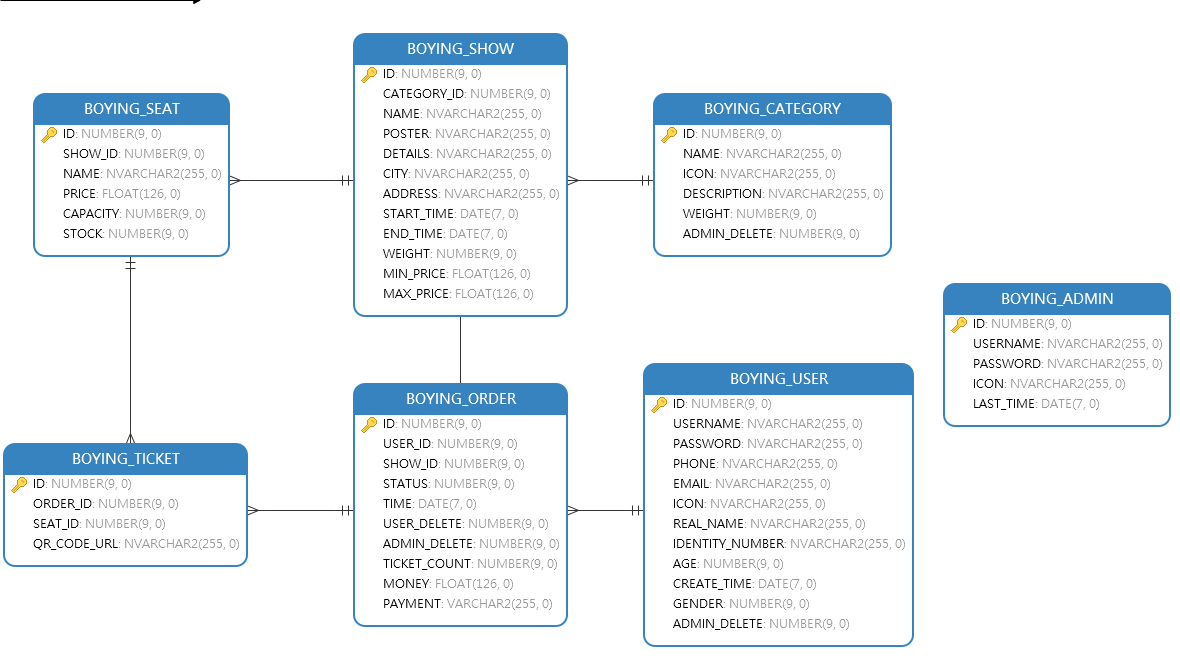 BOYING_SHOW
ID: NUMBER(9, 0)
CATEGORY_ID: NUMBER(9, 0)
NAME: NVARCHAR2(255, 0)
POSTER: NVARCHAR2(255, 0)
DETAILS: NVARCHAR2(255, 0)
CITY: NVARCHAR2(255, 0)
ADDRESS: NVARCHAR2(255, 0)
START_TIME: DATE(7, 0)
END_TIME: DATE(7, 0)
WEIGHT: NUMBER(9, 0)
MIN_PRICE: FLOAT(126, 0)
MAX_PRICE: FLOAT(126, 0)
BOYING_SEAT
ID: NUMBER(9, 0)
SHOW_ID: NUMBER(9, 0)
NAME: NVARCHAR2(255, 0)
PRICE: FLOAT(126, 0)
CAPACITY: NUMBER(9, 0)
STOCK: NUMBER(9, 0)
BOYING_CATEGORY
ID: NUMBER(9, 0)
NAME: NVARCHAR2(255, 0)
ICON: NVARCHAR2(255, 0)
DESCRIPTION: NVARCHAR2(255, 0)
WEIGHT: NUMBER(9, 0)
ADMIN_DELETE: NUMBER(9, 0)
BOYING_ADMIN
ID: NUMBER(9, 0)
USERNAME: NVARCHAR2(255, 0)
PASSWORD: NVARCHAR2(255, 0)
ICON: NVARCHAR2(255, 0)
LAST_TIME: DATE(7, 0)
BOYING_TICKET
ID: NUMBER(9, 0)
ORDER_ID: NUMBER(9, 0)
SEAT_ID: NUMBER(9, 0)
QR_CODE_URL: NVARCHAR2(255, 0)
BOYING_ORDER
ID: NUMBER(9, 0)
USER_ID: NUMBER(9, 0)
SHOW_ID: NUMBER(9, 0)
STATUS: NUMBER(9, 0)
TIME: DATE(7, 0)
USER_DELETE: NUMBER(9, 0)
ADMIN_DELETE: NUMBER(9, 0)
TICKET_COUNT: NUMBER(9, 0)
MONEY: FLOAT(126, 0)
PAYMENT: VARCHAR2(255, 0)
BOYING_USER
ID: NUMBER(9, 0)
USERNAME: NVARCHAR2(255, 0)
PASSWORD: NVARCHAR2(255, 0)
PHONE: NVARCHAR2(255, 0)
EMAIL: NVARCHAR2(255, 0)
ICON: NVARCHAR2(255, 0)
REAL_NAME: NVARCHAR2(255, 0)
IDENTITY_NUMBER: NVARCHAR2(255, 0)
AGE: NUMBER(9, 0)
CREATE_TIME: DATE(7, 0)
GENDER: NUMBER(9, 0)
ADMIN_DELETE: NUMBER(9, 0)